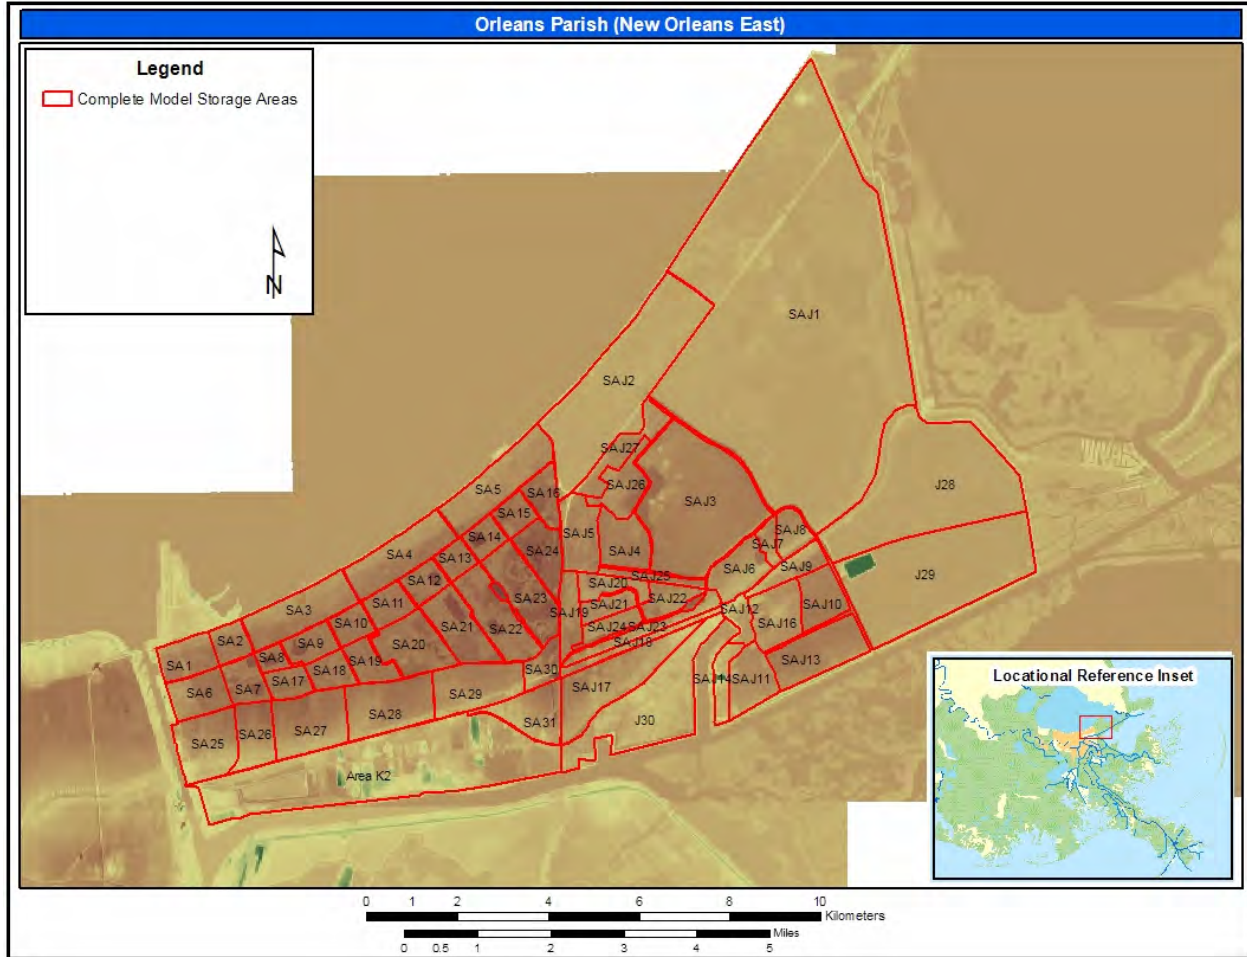 Orleans Parish (New Orleans East)
Legend
Complete Model Storage Areas
N
SAJ1
SAJ2
SAJ27
SAJ26
SAJ3
J28
SA5
SA16
SA15
SA14
SA24
SAJ5
SAJ4
SAJ8
SAJ7
SA4
SA13
SA12
SA11
SA3
SA10
SA23
SAJ25
SAJ20
SAJ6
SAJ9
J29
SAJ19
SAJ21
SAJ22
SAJ12
SAJ10
SAJ16
SA2
SA9
SA8
SA20
SA21
SA22
SAJ24
SAJ23
SAJ18
SA1
SA19
SA18
SA17
SA7
SA6
SA30
SAJ13
SAJ14
SAJ11
SA29
SAJ17
SA28
SA27
SA26
SA25
SA31
J30
Area K2
Locational Reference Inset
0 1 2 4 6 8 10
Kilometers
Miles
0 0.5 1 2 3 4 5